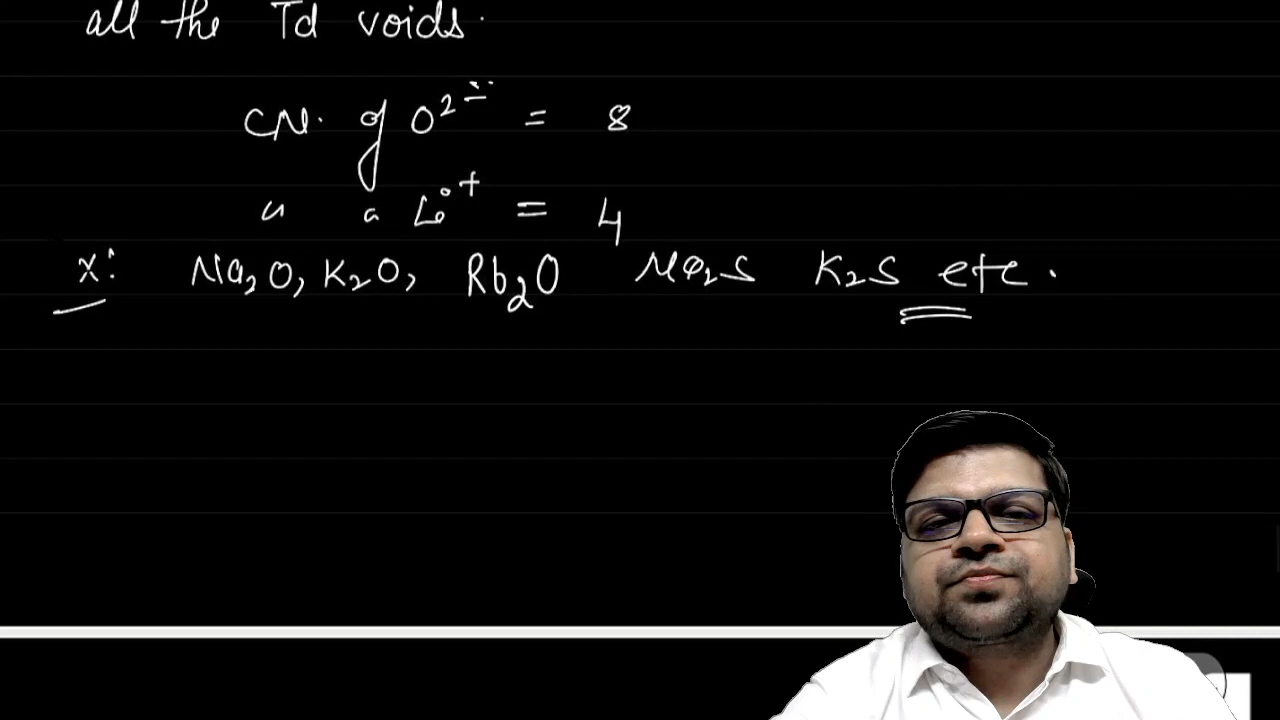 all the Td voids.
C.N. of O²⁻ = 8
" " Li⁺ = 4
x: Na₂O, K₂O, Rb₂O Na₂S K₂S etc.